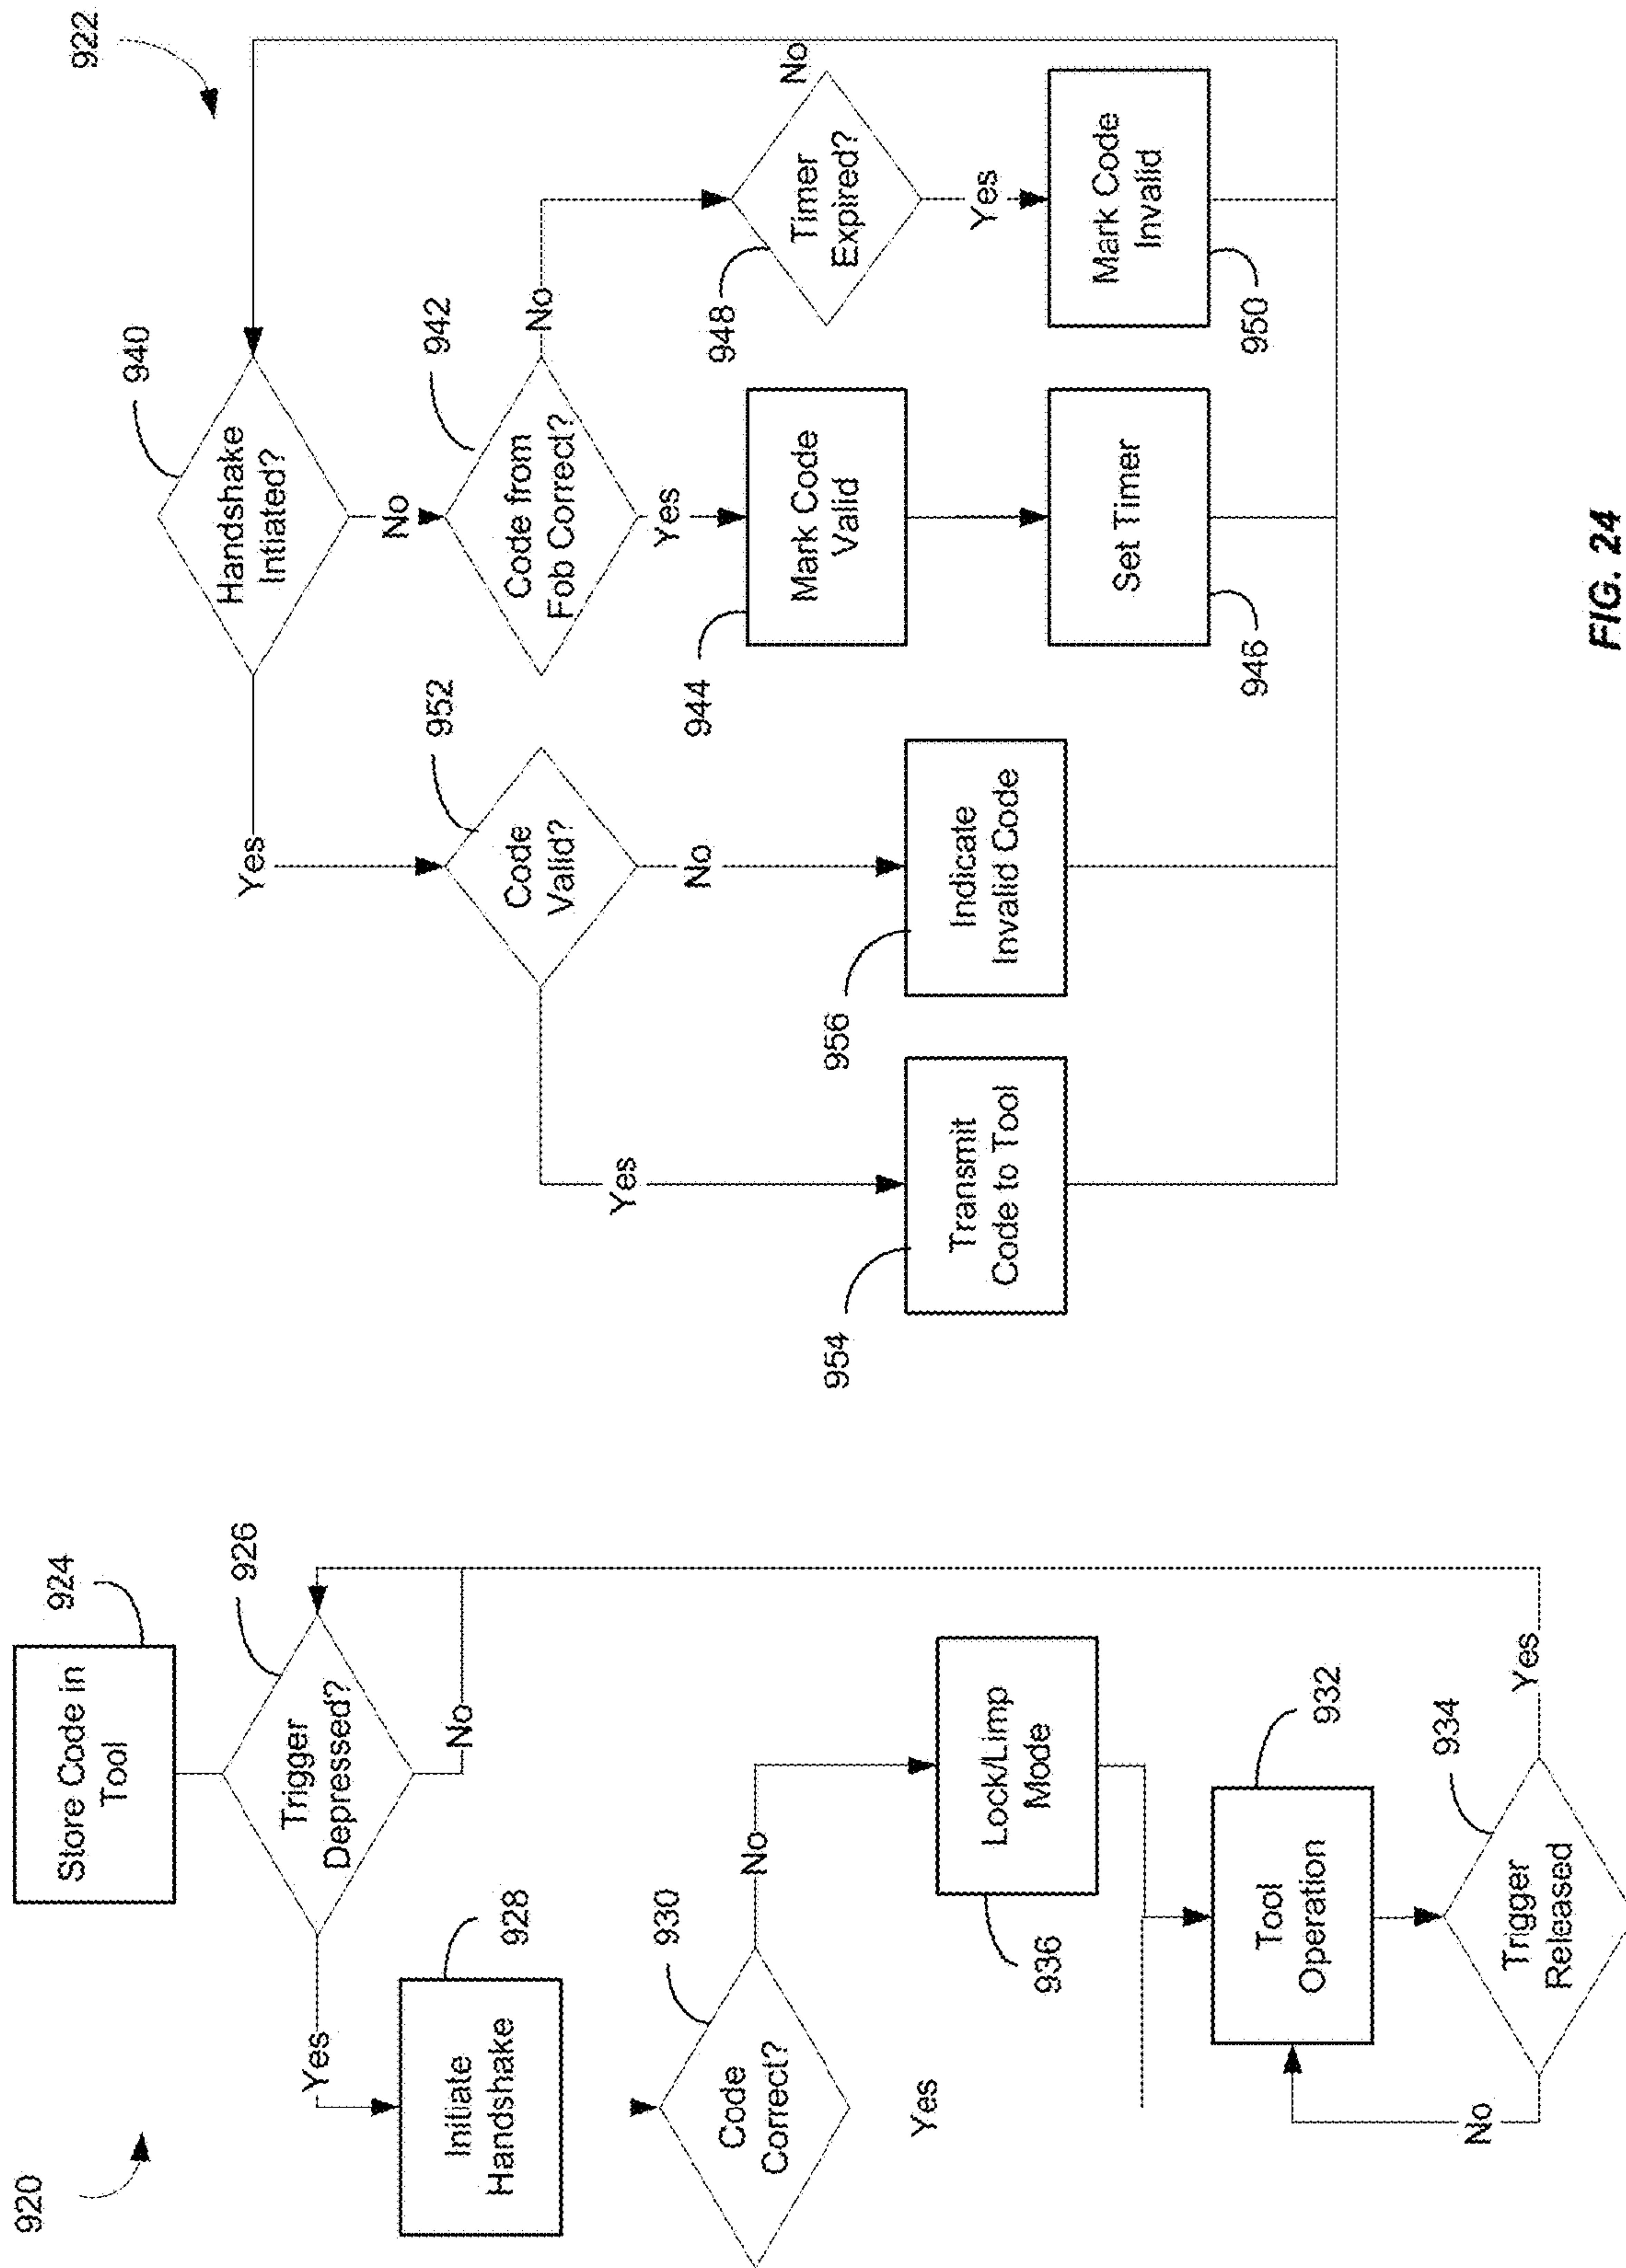 920
Store Code in
Tool
924
Trigger
Depressed?
926
Yes
No
Initiate
Handshake
928
Code
Correct?
930
No
Yes
Lock/Limp
Mode
936
Tool
Operation
932
Trigger
Released
934
No
Yes
922
Handshake
Intiated?
940
Yes
No
Code
Valid?
952
Code from
Fob Correct?
942
Yes
No
Yes
No
Timer
Expired?
948
No
Yes
Transmit
Code to Tool
954
Indicate
Invalid Code
956
Mark Code
Valid
944
Set Timer
946
Mark Code
Invalid
950
FIG. 24